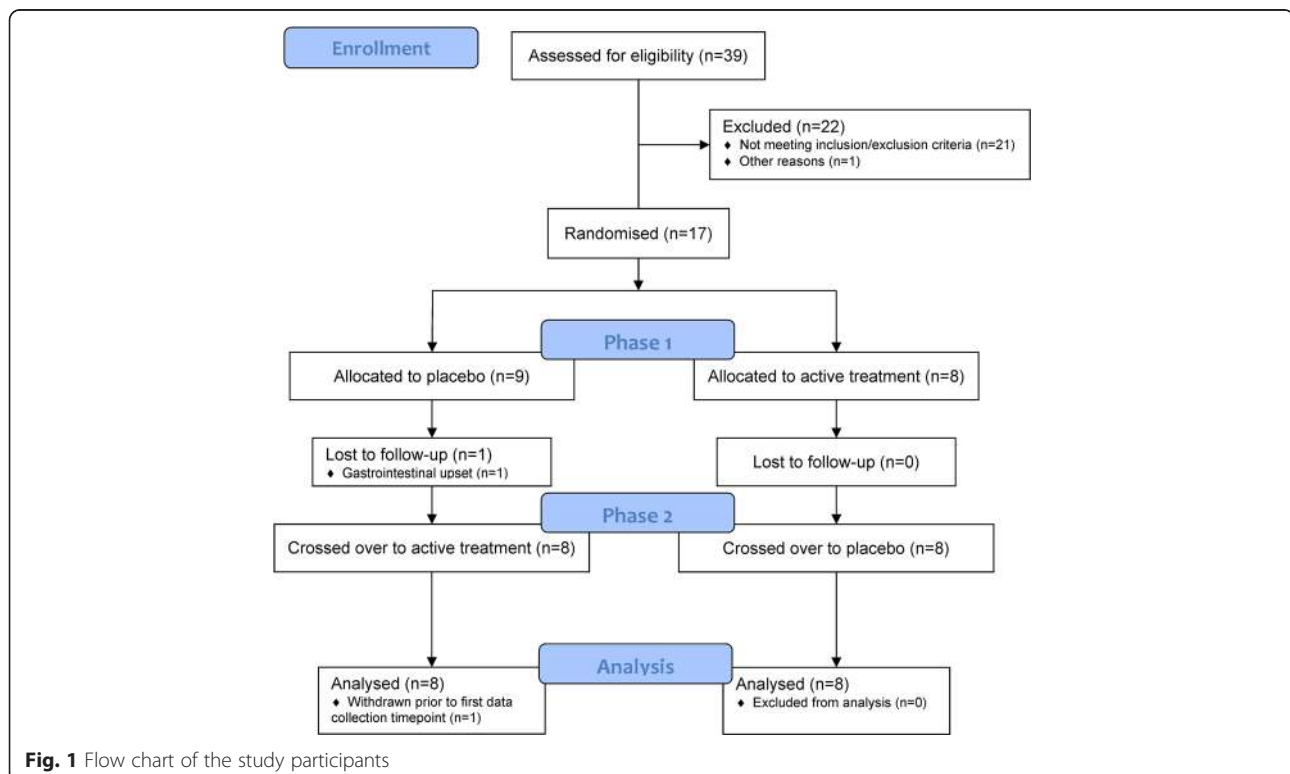 Enrollment
Assessed for eligibility (n=39)
Excluded (n=22)
♦ Not meeting inclusion/exclusion criteria (n=21)
♦ Other reasons (n=1)
Randomised (n=17)
Phase 1
Allocated to placebo (n=9)
Allocated to active treatment (n=8)
Lost to follow-up (n=1)
♦ Gastrointestinal upset (n=1)
Lost to follow-up (n=0)
Phase 2
Crossed over to active treatment (n=8)
Crossed over to placebo (n=8)
Analysis
Analysed (n=8)
♦ Withdrawn prior to first data
collection timepoint (n=1)
Analysed (n=8)
♦ Excluded from analysis (n=0)
Fig. 1 Flow chart of the study participants